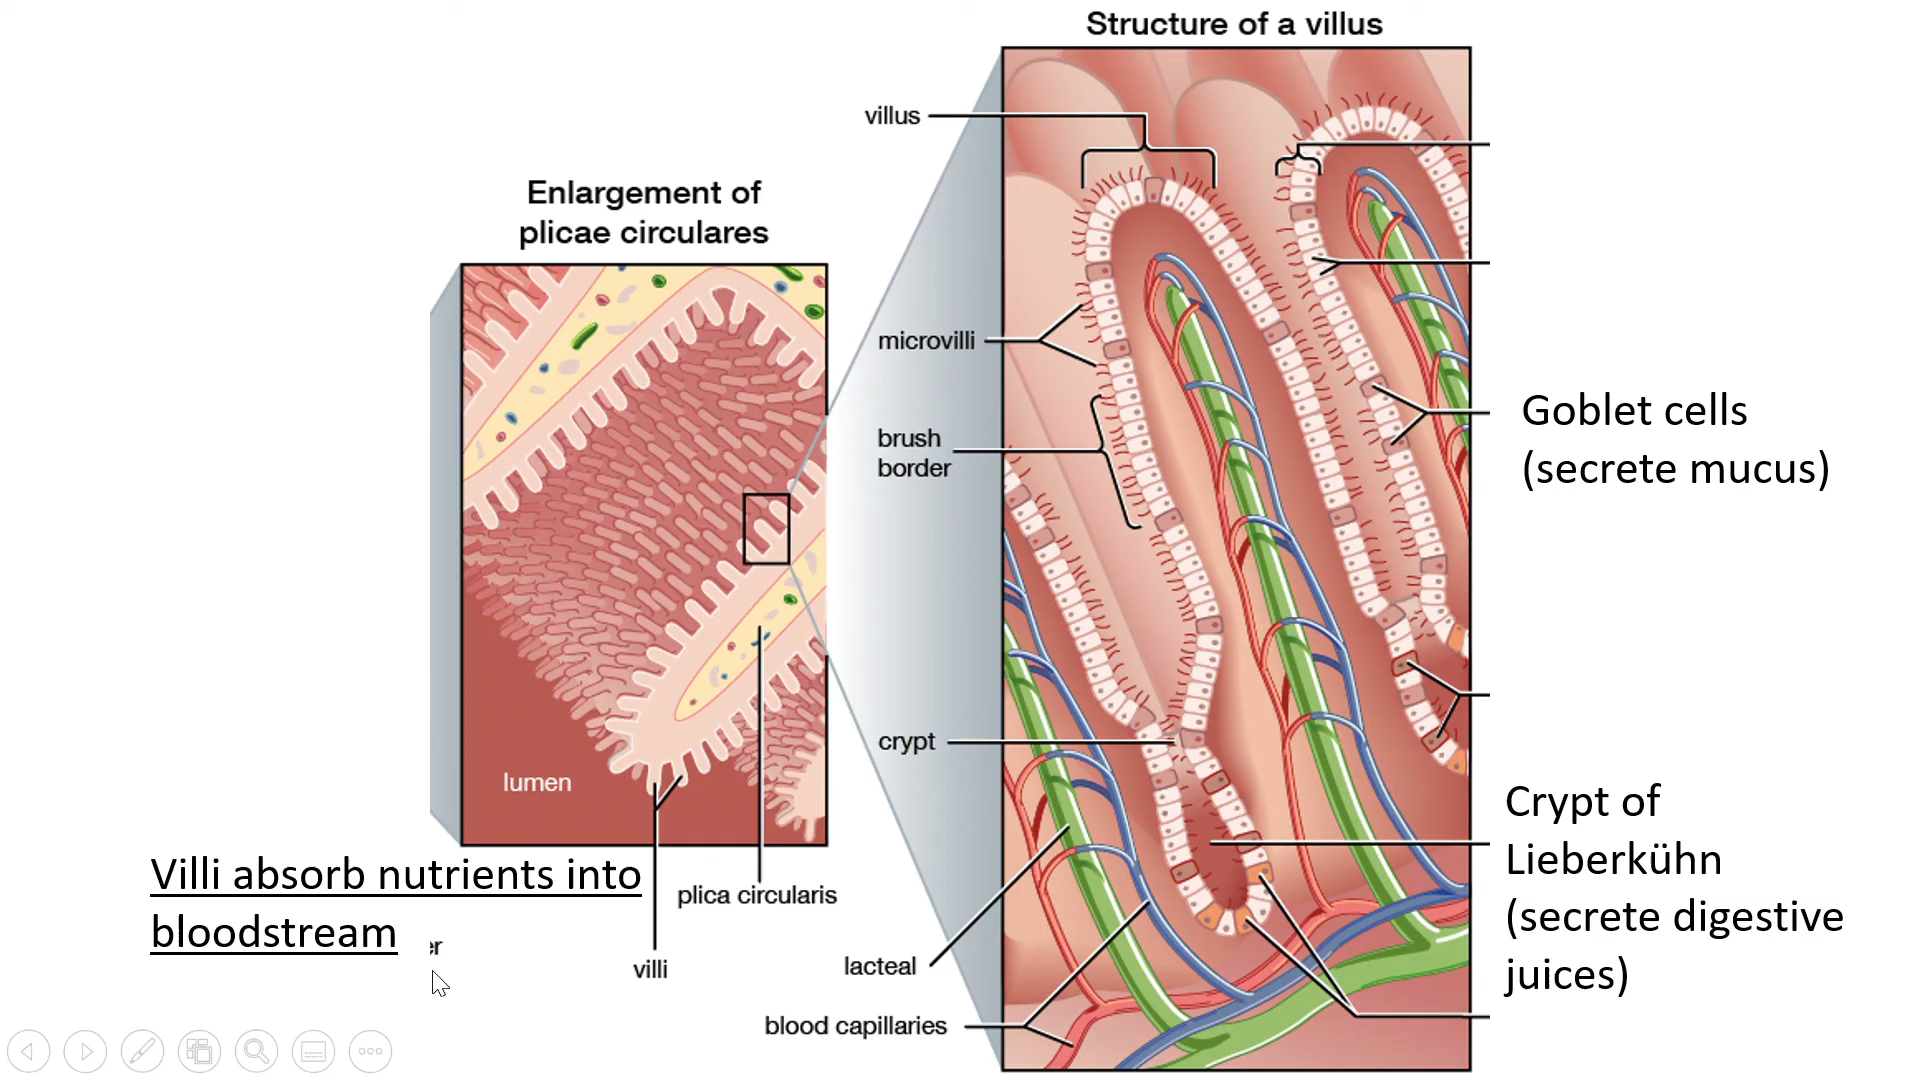 Structure of a villus
villus
Enlargement of
plicae circulares
microvilli
brush
border
Goblet cells
(secrete mucus)
crypt
lumen
Crypt of
Lieberkühn
(secrete digestive
juices)
Villi absorb nutrients into
bloodstream
er
plica circularis
villi
lacteal
blood capillaries